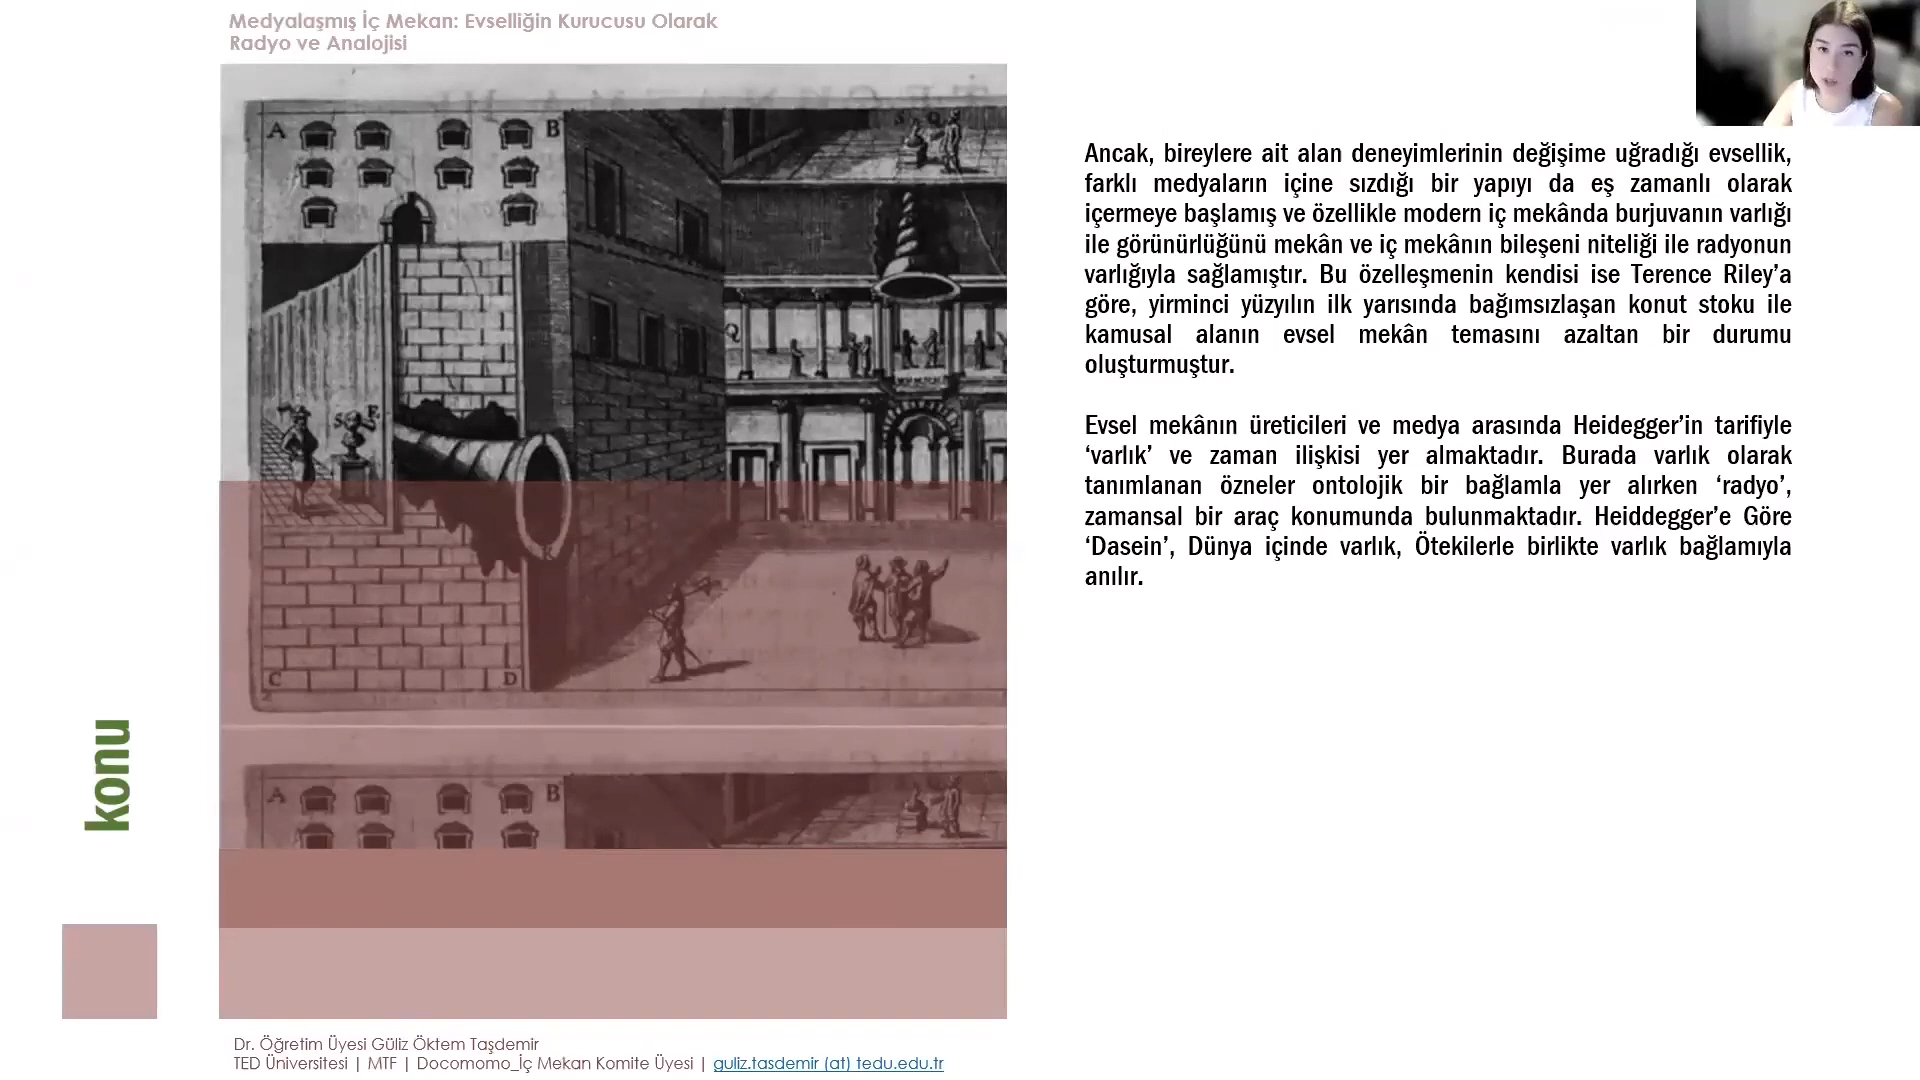 Medyalaşmış İç Mekan: Evselliğin Kurucusu Olarak
Radyo ve Analojisi
A
B
S
Q
Q
S
E
R
C
D
A
B
Ancak, bireylere ait alan deneyimlerinin değişime uğradığı evsellik,
farklı medyaların içine sızdığı bir yapıyı da eş zamanlı olarak
içermeye başlamış ve özellikle modern iç mekânda burjuvanın varlığı
ile görünürlüğünü mekân ve iç mekânın bileşeni niteliği ile radyonun
varlığıyla sağlamıştır. Bu özelleşmenin kendisi ise Terence Riley’a
göre, yirminci yüzyılın ilk yarısında bağımsızlaşan konut stoku ile
kamusal alanın evsel mekân temasını azaltan bir durumu
oluşturmuştur.
Evsel mekânın üreticileri ve medya arasında Heidegger’in tarifiyle
‘varlık’ ve zaman ilişkisi yer almaktadır. Burada varlık olarak
tanımlanan özneler ontolojik bir bağlamla yer alırken ‘radyo’,
zamansal bir araç konumunda bulunmaktadır. Heiddegger’e Göre
‘Dasein’, Dünya içinde varlık, Ötekilerle birlikte varlık bağlamıyla
anılır.
konu
Dr. Öğretim Üyesi Güliz Öktem Taşdemir
TED Üniversitesi | MTF | Docomomo_İç Mekan Komite Üyesi | guliz.tasdemir (at) tedu.edu.tr